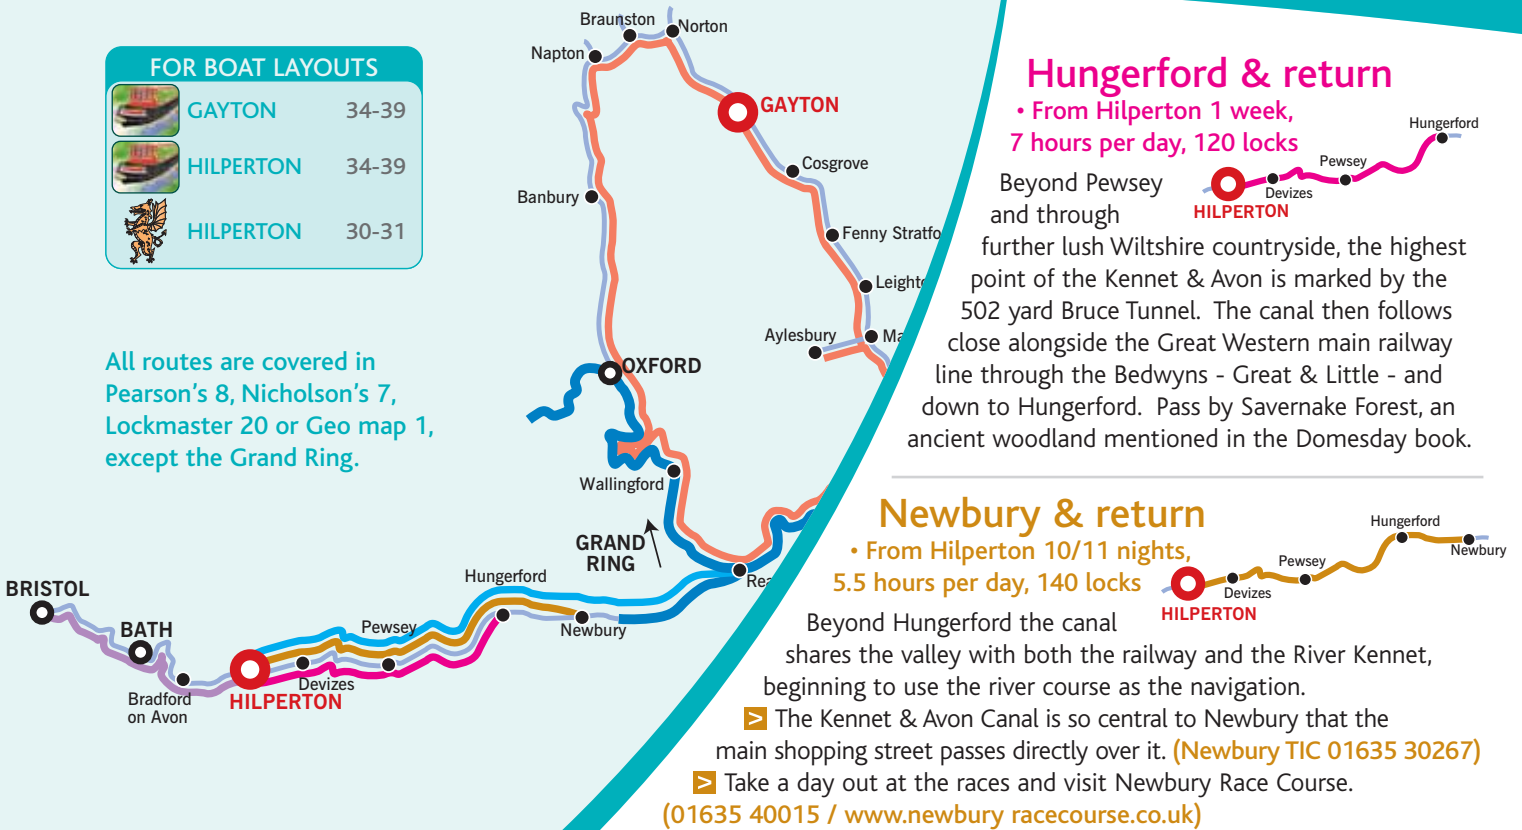 FOR BOAT LAYOUTS
GAYTON 34-39
HILPERTON 34-39
HILPERTON 30-31
All routes are covered in
Pearson's 8, Nicholson's 7,
Lockmaster 20 or Geo map 1,
except the Grand Ring.
Braunston
Norton
Napton
GAYTON
Cosgrove
Banbury
Fenny Stratfo
Leight
Aylesbury
Ma
OXFORD
Wallingford
GRAND
RING
Rea
Hungerford
BRISTOL
BATH
Pewsey
Newbury
Bradford
on Avon
Devizes
HILPERTON
Hungerford & return
• From Hilperton 1 week,
7 hours per day, 120 locks
Hungerford
Pewsey
Devizes
HILPERTON
Beyond Pewsey
and through
further lush Wiltshire countryside, the highest
point of the Kennet & Avon is marked by the
502 yard Bruce Tunnel. The canal then follows
close alongside the Great Western main railway
line through the Bedwyns - Great & Little - and
down to Hungerford. Pass by Savernake Forest, an
ancient woodland mentioned in the Domesday book.
Newbury & return
• From Hilperton 10/11 nights,
5.5 hours per day, 140 locks
Hungerford
Newbury
Pewsey
Devizes
HILPERTON
Beyond Hungerford the canal
shares the valley with both the railway and the River Kennet,
beginning to use the river course as the navigation.
> The Kennet & Avon Canal is so central to Newbury that the
main shopping street passes directly over it. (Newbury TIC 01635 30267)
> Take a day out at the races and visit Newbury Race Course.
(01635 40015 / www.newbury racecourse.co.uk)